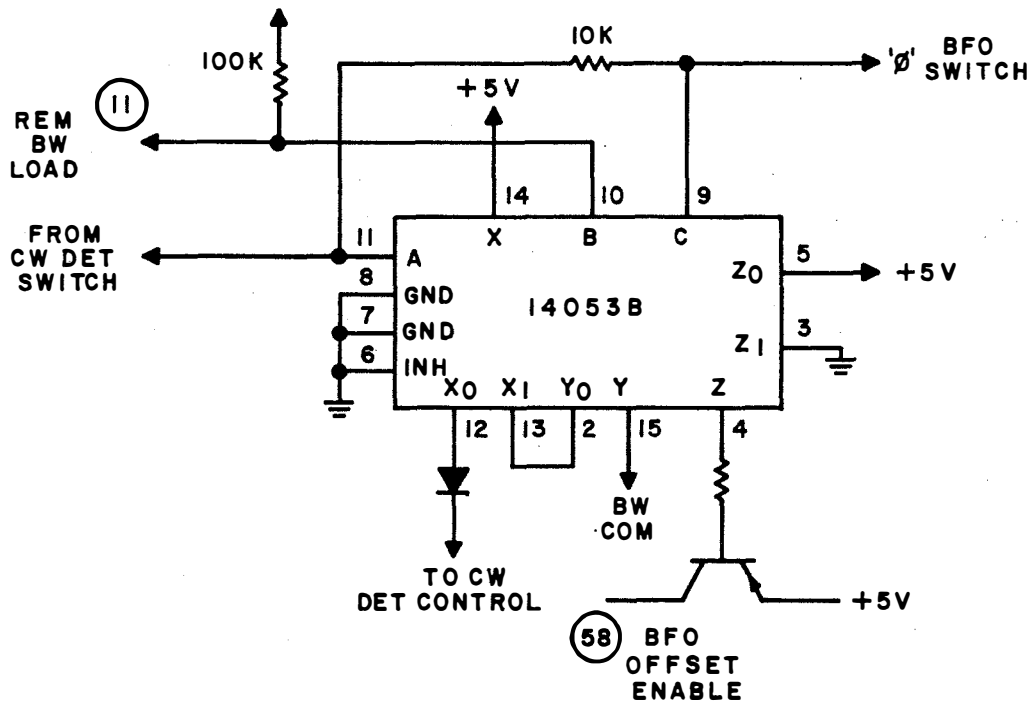 100K
10K
'Ø' BFO
SWITCH
+5V
11
REM
BW
LOAD
14
10
9
FROM
CW DET
SWITCH
11
X
B
C
A
8
GND
7
GND
6
INH
14053B
5
Z0
+5V
3
Z1
X0
X1
Y0
Y
Z
12
13
2
15
4
BW
COM
TO CW
DET CONTROL
+5V
58
BFO
OFFSET
ENABLE